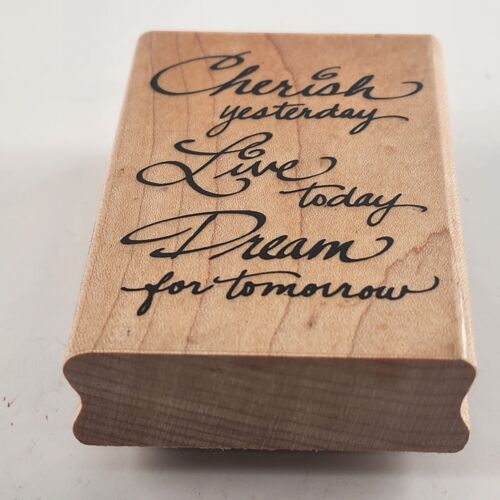 Cherish
yesterday
Live
today
Dream
for tomorrow